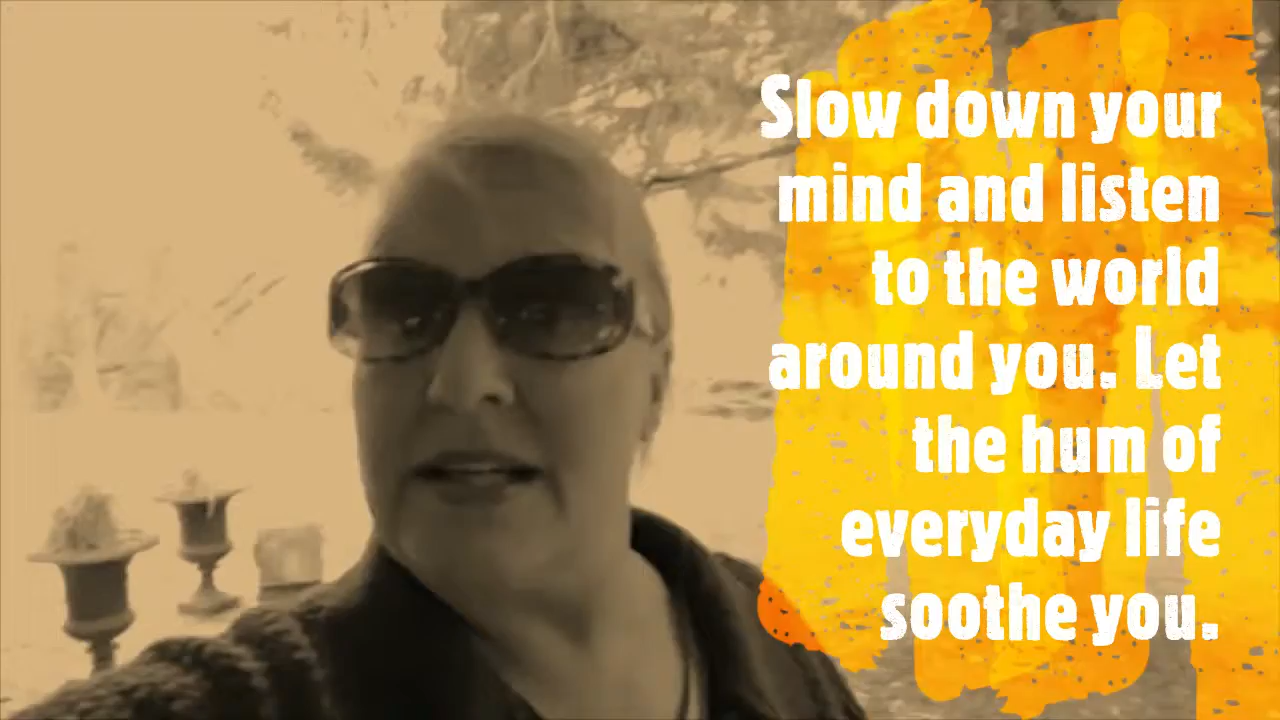 Slow down your
mind and listen
to the world
around you. Let
the hum of
everyday life
soothe you.